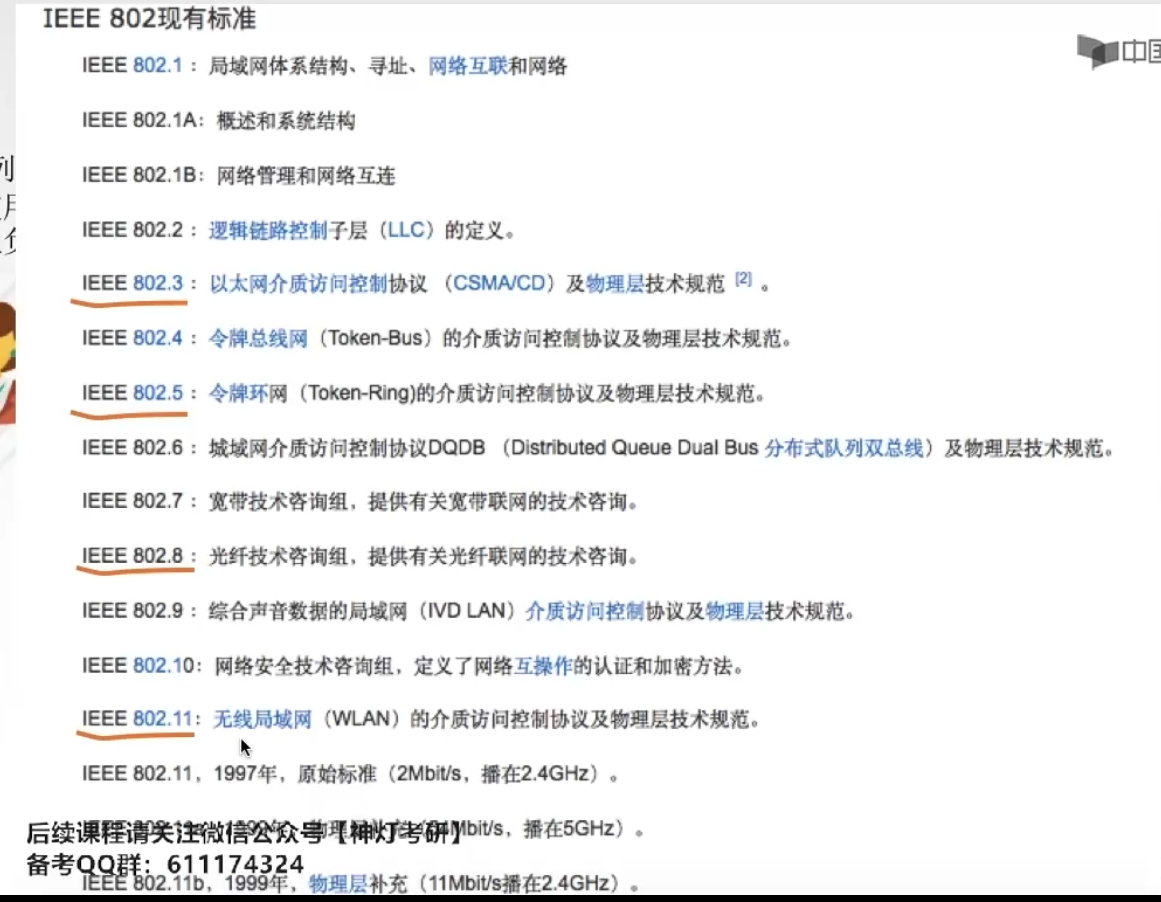 IEEE 802现有标准
中国
IEEE 802.1：局域网体系结构、寻址、网络互联和网络
IEEE 802.1A：概述和系统结构
IEEE 802.1B：网络管理和网络互连
列
IEEE 802.2：逻辑链路控制子层（LLC）的定义。
IEEE 802.3：以太网介质访问控制协议 （CSMA/CD）及物理层技术规范 [2] 。
IEEE 802.4：令牌总线网（Token-Bus）的介质访问控制协议及物理层技术规范。
IEEE 802.5：令牌环网（Token-Ring)的介质访问控制协议及物理层技术规范。
IEEE 802.6：城域网介质访问控制协议DQDB （Distributed Queue Dual Bus 分布式队列双总线）及物理层技术规范。
IEEE 802.7：宽带技术咨询组，提供有关宽带联网的技术咨询。
IEEE 802.8：光纤技术咨询组，提供有关光纤联网的技术咨询。
IEEE 802.9：综合声音数据的局域网（IVD LAN）介质访问控制协议及物理层技术规范。
IEEE 802.10：网络安全技术咨询组，定义了网络互操作的认证和加密方法。
IEEE 802.11：无线局域网（WLAN）的介质访问控制协议及物理层技术规范。
IEEE 802.11，1997年，原始标准（2Mbit/s，播在2.4GHz）。
IEEE 802.11a，1999年，物理层补充（54Mbit/s，播在5GHz）。
后续课程请关注微信公众号【神灯考研】
备考QQ群：611174324
IEEE 802.11b，1999年，物理层补充（11Mbit/s播在2.4GHz）。